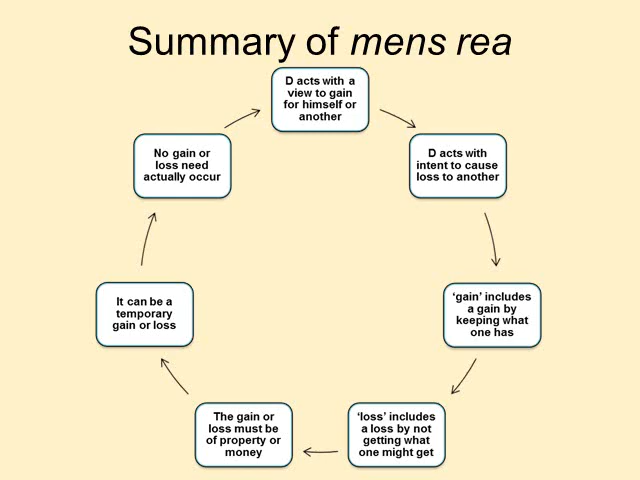 Summary of mens rea
D acts with a
view to gain
for himself or
another
D acts with
intent to cause
loss to another
‘gain’ includes
a gain by
keeping what
one has
‘loss’ includes
a loss by not
getting what
one might get
The gain or
loss must be
of property or
money
It can be a
temporary
gain or loss
No gain or
loss need
actually occur